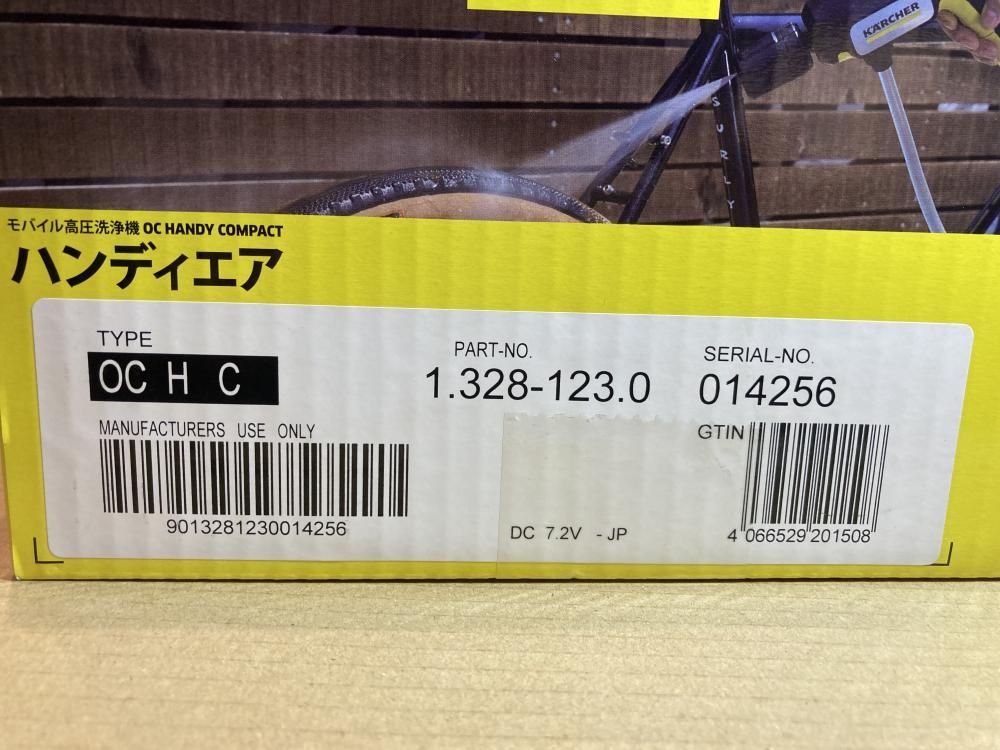 KÄRCHER
SURLY
モバイル高圧洗浄機 OC HANDY COMPACT
ハンディエア
TYPE
OC H C
PART-NO.
1.328-123.0
SERIAL-NO.
014256
MANUFACTURERS USE ONLY
9013281230014256
DC 7.2V - JP
GTIN
4 066529 201508